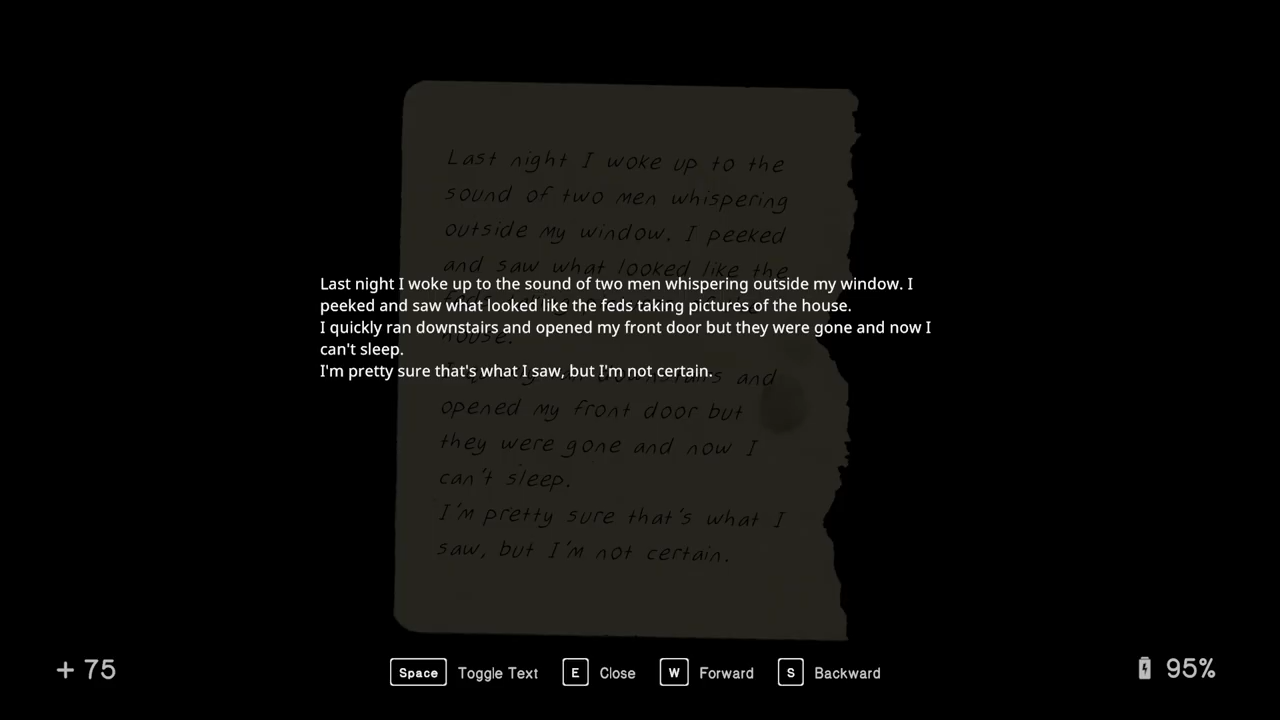 Last night I woke up to the
sound of two men whispering
outside my window. I peeked
and saw what looked like the
house.
downstairs and
opened my front door but
they were gone and now I
can't sleep.
I'm pretty sure that's what I
saw, but I'm not certain.
Last night I woke up to the sound of two men whispering outside my window. I
peeked and saw what looked like the feds taking pictures of the house.
I quickly ran downstairs and opened my front door but they were gone and now I
can't sleep.
I'm pretty sure that's what I saw, but I'm not certain.
+ 75
Space Toggle Text E Close W Forward S Backward
95%